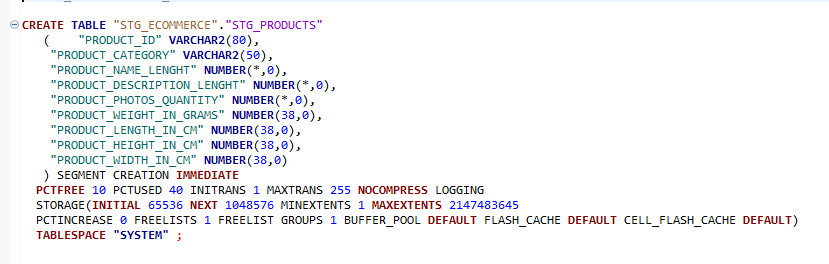 CREATE TABLE "STG_ECOMMERCE"."STG_PRODUCTS"
( "PRODUCT_ID" VARCHAR2(80),
"PRODUCT_CATEGORY" VARCHAR2(50),
"PRODUCT_NAME_LENGHT" NUMBER(*,0),
"PRODUCT_DESCRIPTION_LENGHT" NUMBER(*,0),
"PRODUCT_PHOTOS_QUANTITY" NUMBER(*,0),
"PRODUCT_WEIGHT_IN_GRAMS" NUMBER(38,0),
"PRODUCT_LENGTH_IN_CM" NUMBER(38,0),
"PRODUCT_HEIGHT_IN_CM" NUMBER(38,0),
"PRODUCT_WIDTH_IN_CM" NUMBER(38,0)
) SEGMENT CREATION IMMEDIATE
PCTFREE 10 PCTUSED 40 INITRANS 1 MAXTRANS 255 NOCOMPRESS LOGGING
STORAGE(INITIAL 65536 NEXT 1048576 MINEXTENTS 1 MAXEXTENTS 2147483645
PCTINCREASE 0 FREELISTS 1 FREELIST GROUPS 1 BUFFER_POOL DEFAULT FLASH_CACHE DEFAULT CELL_FLASH_CACHE DEFAULT)
TABLESPACE "SYSTEM" ;